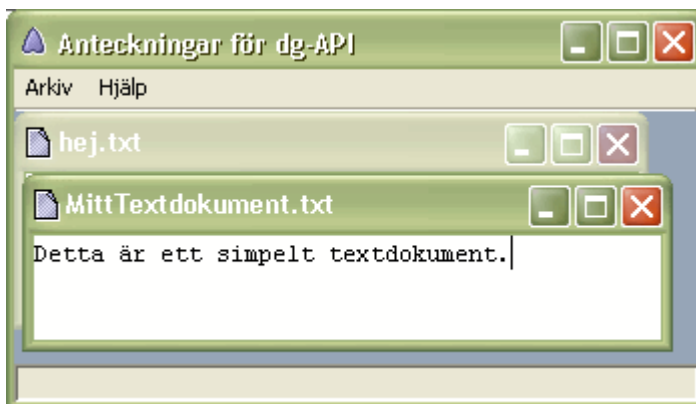 Anteckningar för dg-API
Arkiv Hjälp
hej.txt
MittTextdokument.txt
Detta är ett simpelt textdokument.